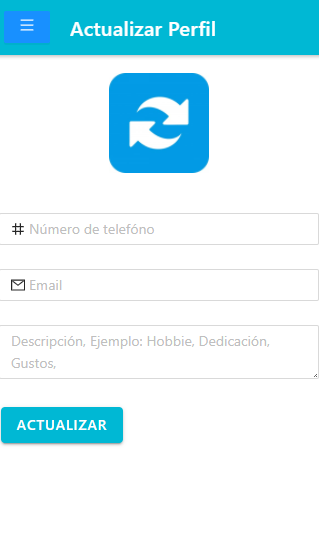 Actualizar Perfil
Número de telefóno
Email
Descripción, Ejemplo: Hobbie, Dedicación,
Gustos,
ACTUALIZAR